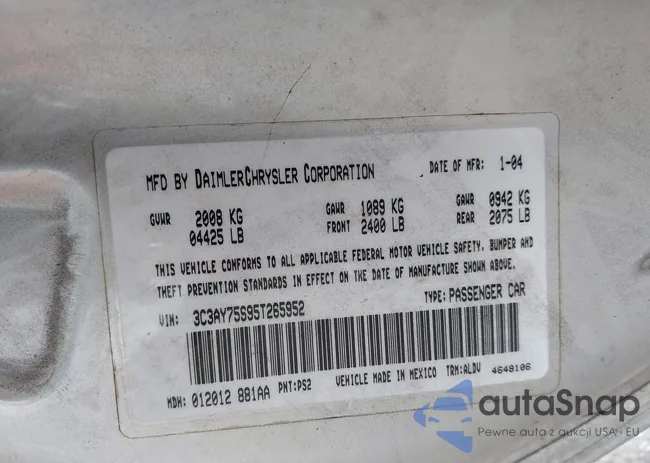 MFD BY DAIMLERCHRYSLER CORPORATION DATE OF MFR: 1-04
GVWR 2008 KG GAWR 1089 KG GAWR 0942 KG
04425 LB FRONT 2400 LB REAR 2075 LB
THIS VEHICLE CONFORMS TO ALL APPLICABLE FEDERAL MOTOR VEHICLE SAFETY, BUMPER AND
THEFT PREVENTION STANDARDS IN EFFECT ON THE DATE OF MANUFACTURE SHOWN ABOVE.
VIN: 3C3AY75S95T265952 TYPE: PASSENGER CAR
MDH: 012012 881AA PNT:PS2 VEHICLE MADE IN MEXICO TRM:ALDV 4648106
autoSnap
Pewne auta z aukcji USA i EU